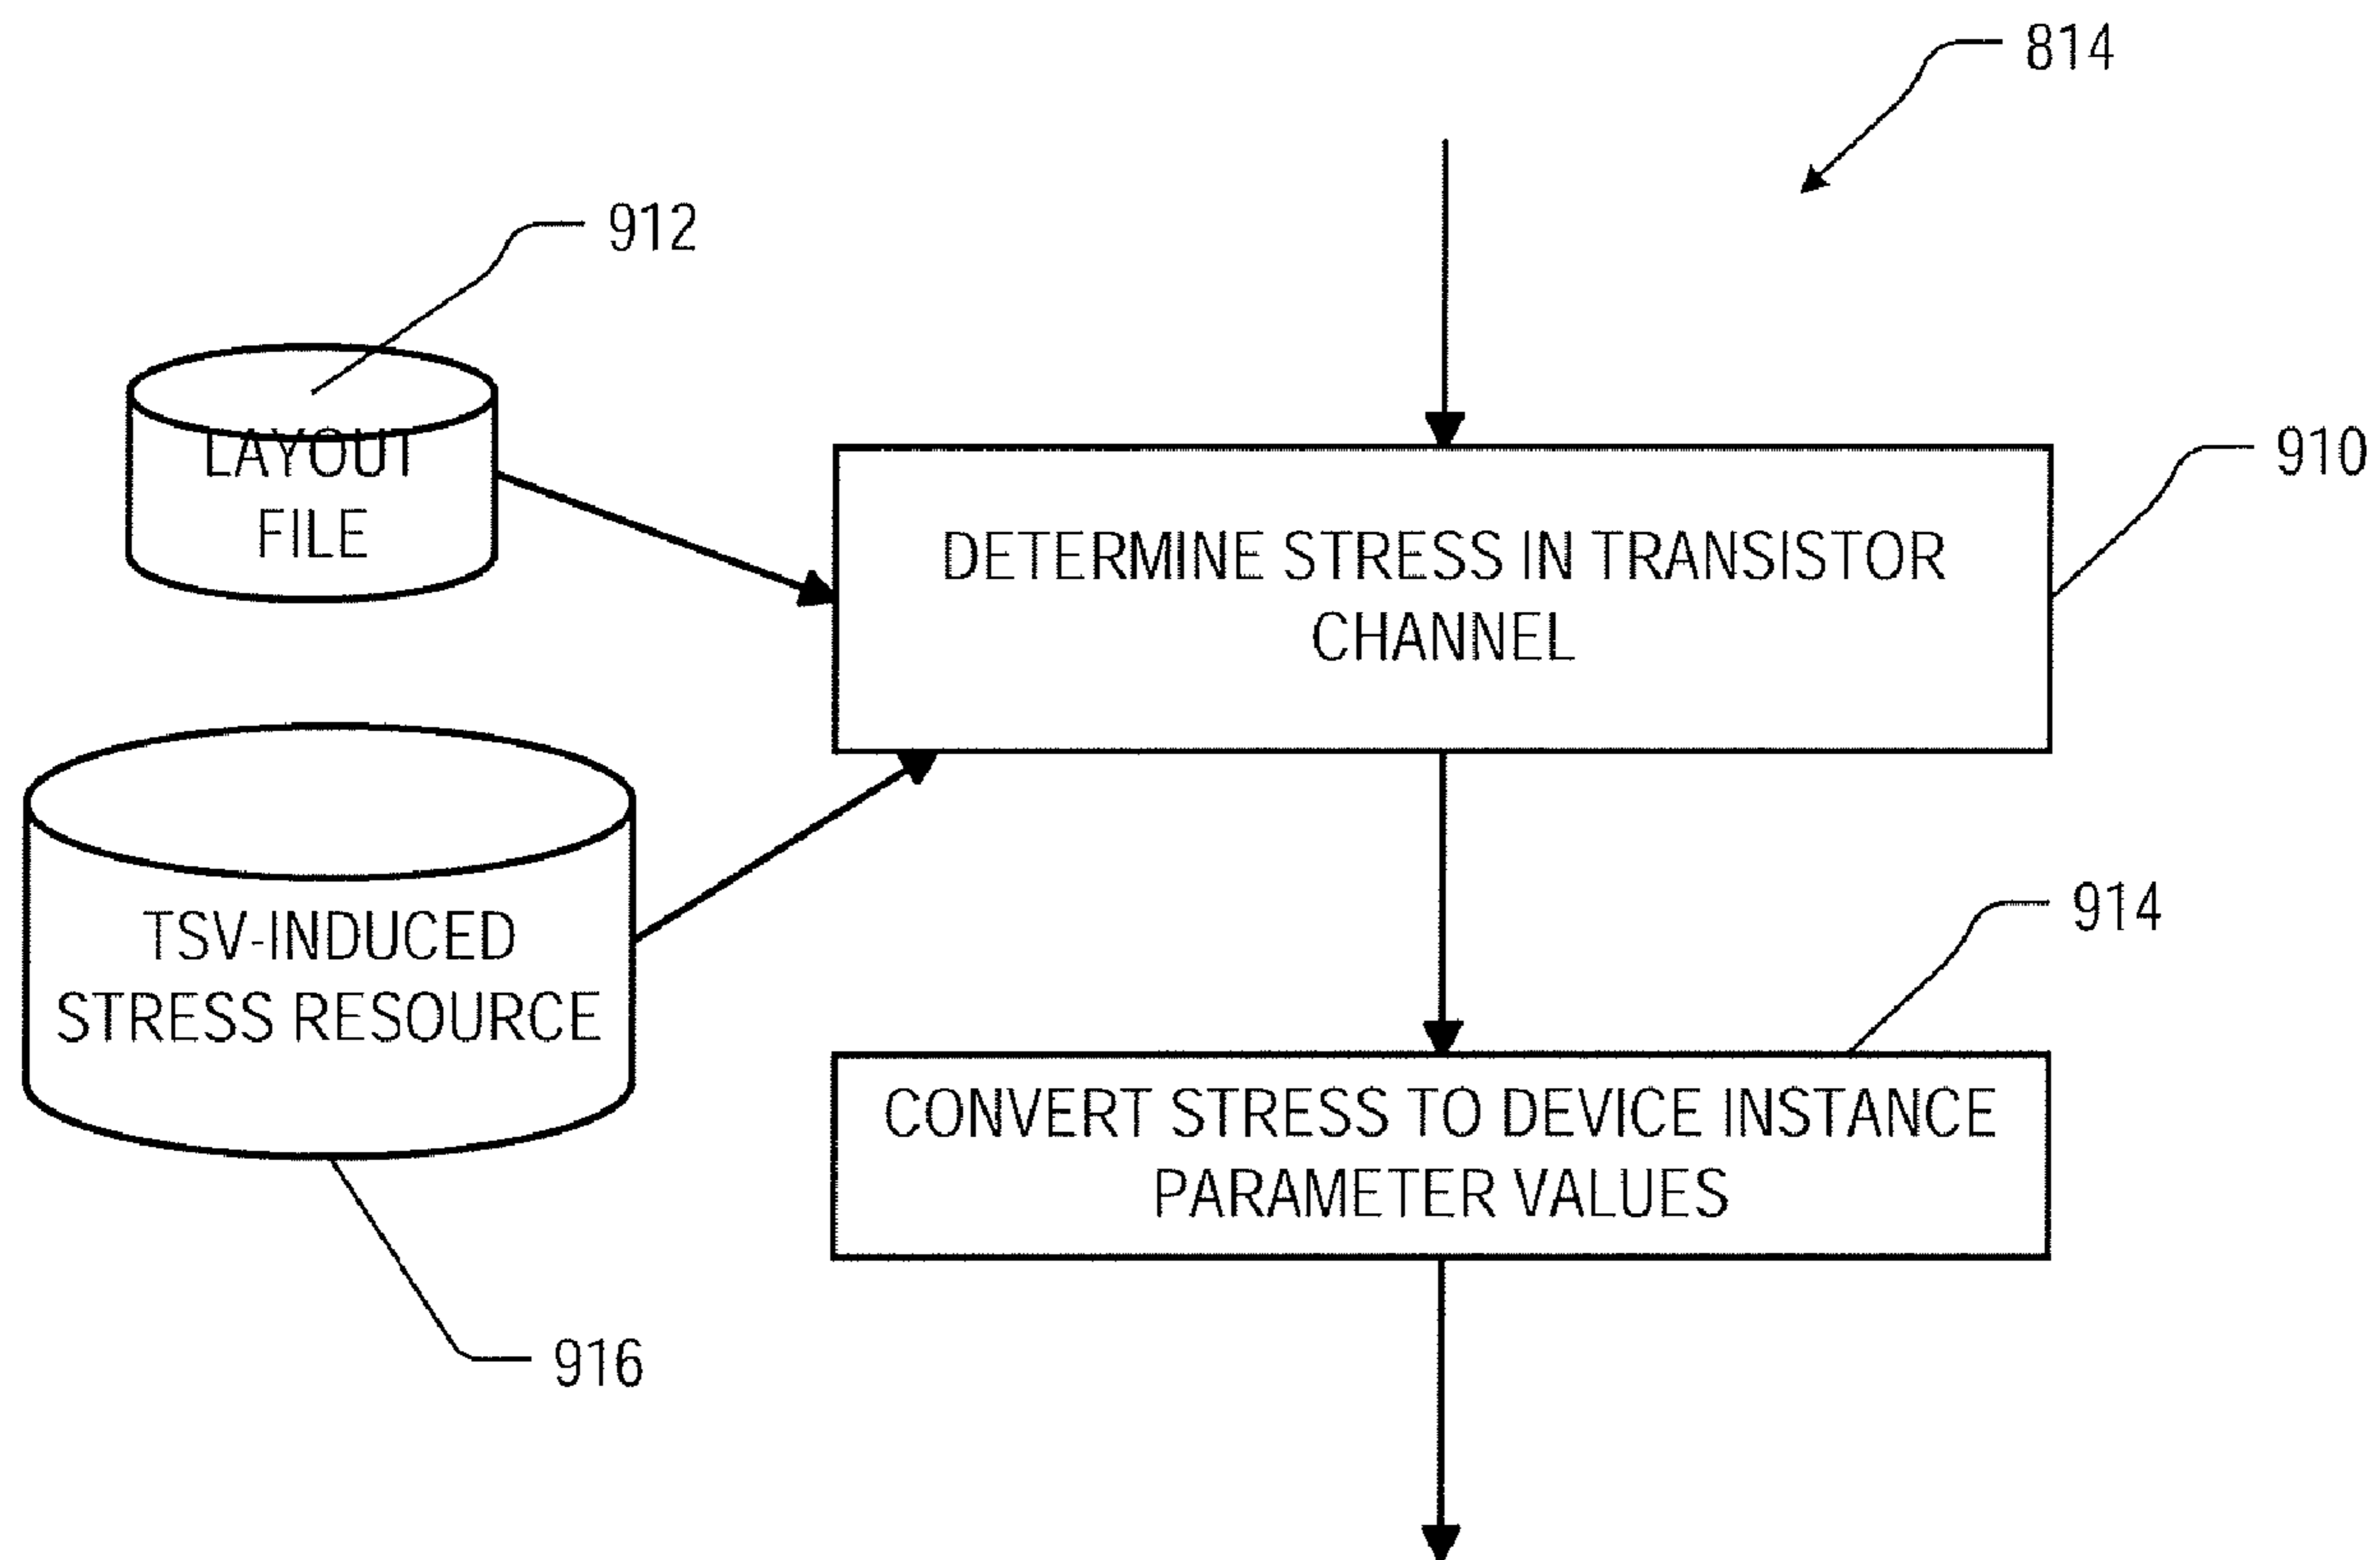 814
912
LAYOUT
FILE
910
DETERMINE STRESS IN TRANSISTOR
CHANNEL
TSV-INDUCED
STRESS RESOURCE
914
CONVERT STRESS TO DEVICE INSTANCE
PARAMETER VALUES
916